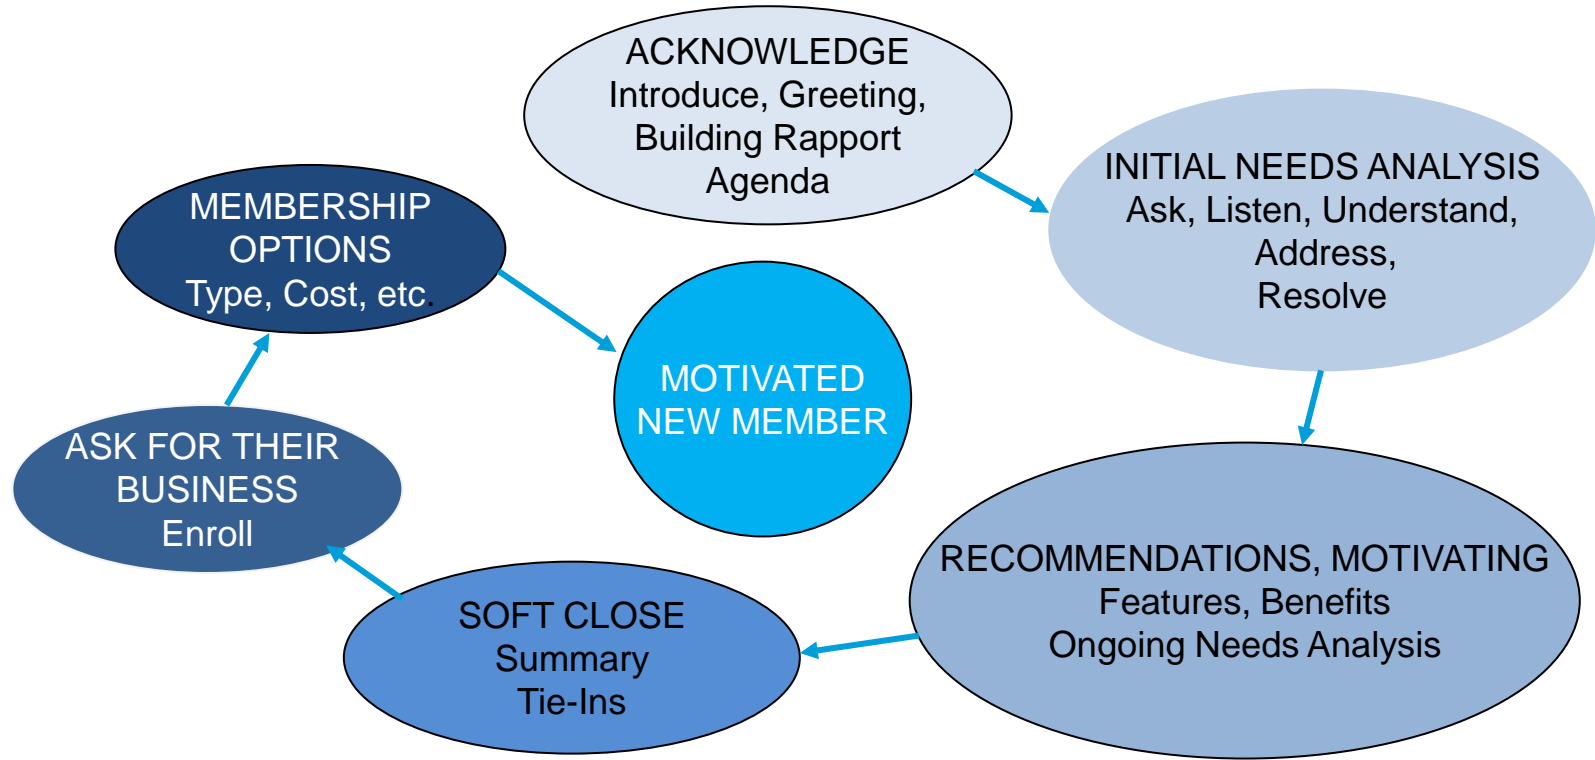 ACKNOWLEDGE
Introduce, Greeting,
Building Rapport
Agenda
INITIAL NEEDS ANALYSIS
Ask, Listen, Understand,
Address,
Resolve
RECOMMENDATIONS, MOTIVATING
Features, Benefits
Ongoing Needs Analysis
SOFT CLOSE
Summary
Tie-Ins
ASK FOR THEIR
BUSINESS
Enroll
MEMBERSHIP
OPTIONS
Type, Cost, etc.
MOTIVATED
NEW MEMBER